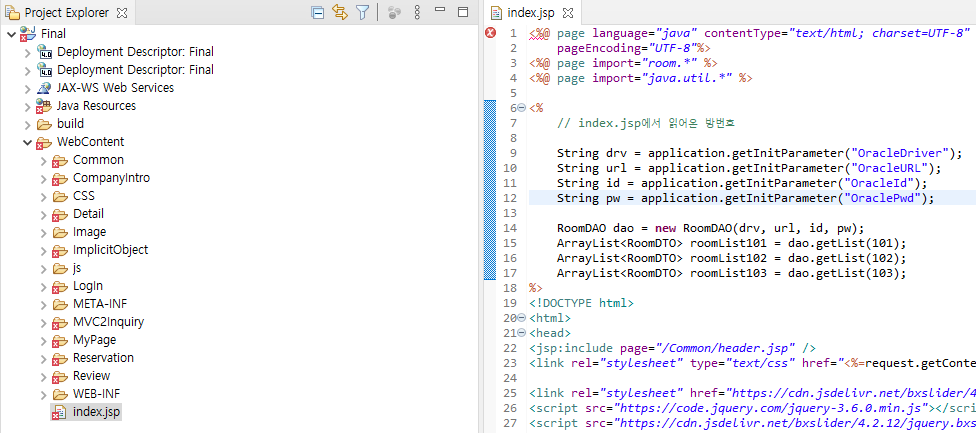 Project Explorer
Final
Deployment Descriptor: Final
Deployment Descriptor: Final
JAX-WS Web Services
Java Resources
build
WebContent
Common
CompanyIntro
CSS
Detail
Image
ImplicitObject
js
LogIn
META-INF
MVC2Inquiry
MyPage
Reservation
Review
WEB-INF
index.jsp
index.jsp
1 <%@ page language="java" contentType="text/html; charset=UTF-8"
2 pageEncoding="UTF-8"%>
3 <%@ page import="room.*" %>
4 <%@ page import="java.util.*" %>
5
6 <%
7 // index.jsp에서 읽어온 방번호
8
9 String drv = application.getInitParameter("OracleDriver");
10 String url = application.getInitParameter("OracleURL");
11 String id = application.getInitParameter("OracleId");
12 String pw = application.getInitParameter("OraclePwd");
13
14 RoomDAO dao = new RoomDAO(drv, url, id, pw);
15 ArrayList<RoomDTO> roomList101 = dao.getList(101);
16 ArrayList<RoomDTO> roomList102 = dao.getList(102);
17 ArrayList<RoomDTO> roomList103 = dao.getList(103);
18 %>
19 <!DOCTYPE html>
20 <html>
21 <head>
22 <jsp:include page="/Common/header.jsp" />
23 <link rel="stylesheet" type="text/css" href="<%=request.getConte
24
25 <link rel="stylesheet" href="https://cdn.jsdelivr.net/bxslider/4
26 <script src="https://code.jquery.com/jquery-3.6.0.min.js"></scri
27 <script src="https://cdn.jsdelivr.net/bxslider/4.2.12/jquery.bxs